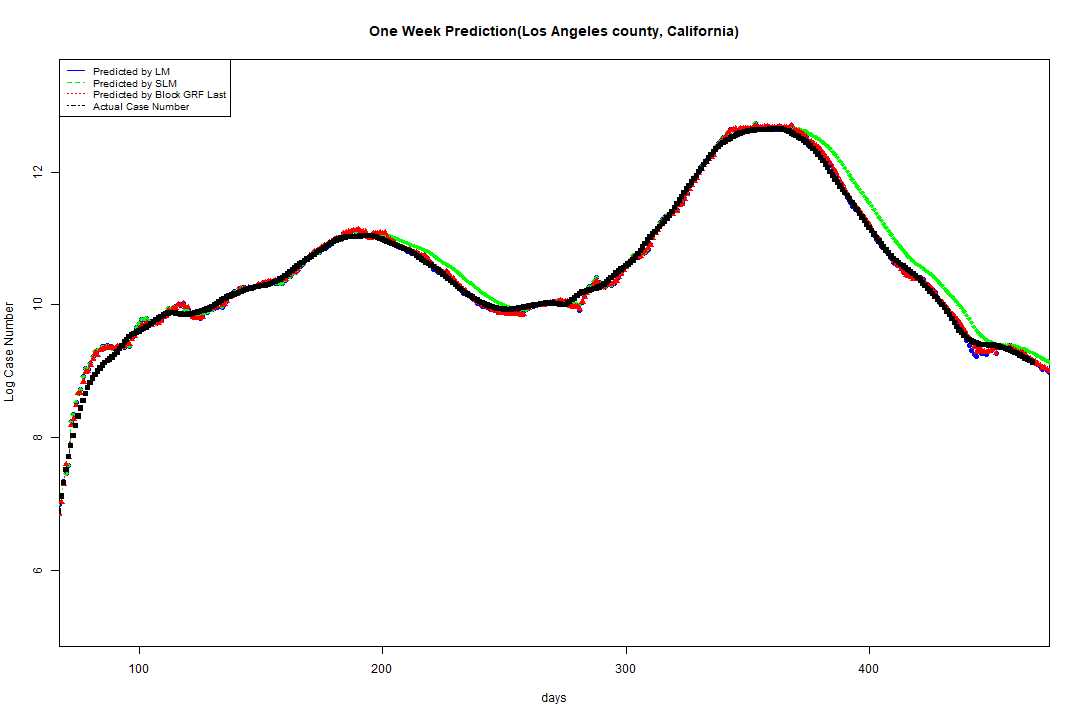 One Week Prediction(Los Angeles county, California)
Predicted by LM
Predicted by SLM
Predicted by Block GRF Last
Actual Case Number
12
10
8
6
Log Case Number
100 200 300 400
days